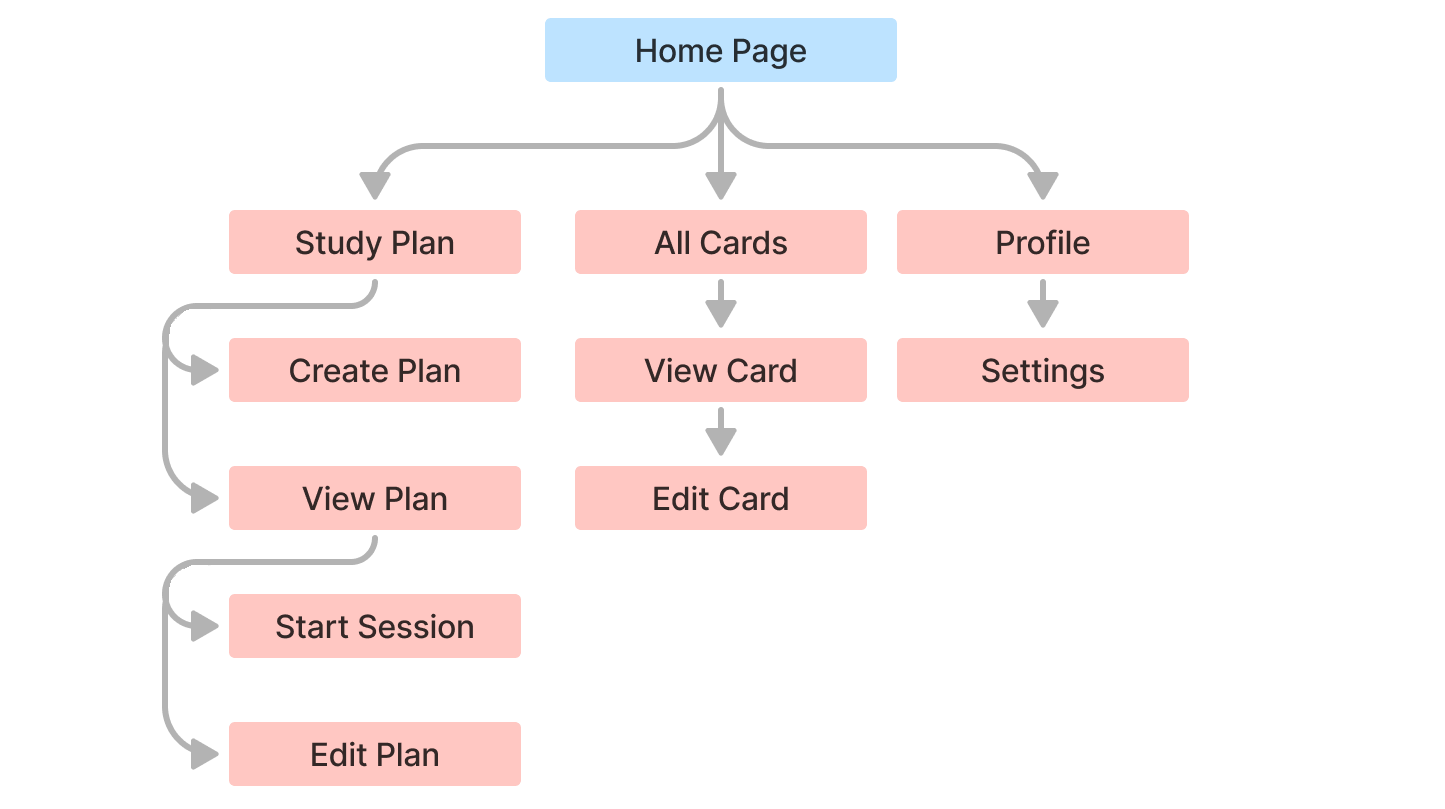 Home Page
Study Plan
All Cards
Profile
Create Plan
View Card
Settings
View Plan
Edit Card
Start Session
Edit Plan